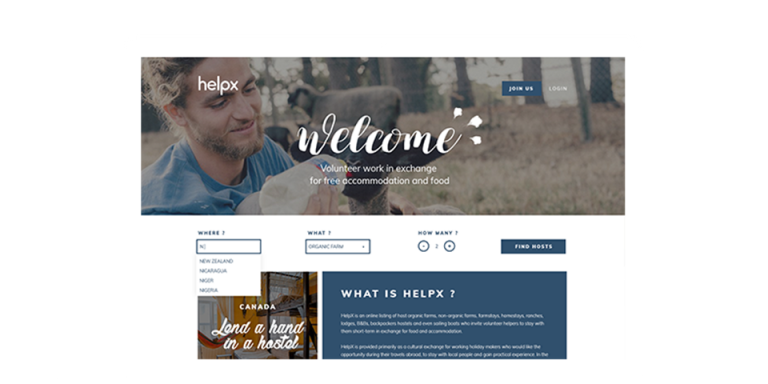 helpx
JOIN US
LOGIN
Welcome
Volunteer work in exchange
for free accommodation and food
WHERE ?
WHAT ?
HOW MANY ?
N
ORGANIC FARM
-
2
+
FIND HOSTS
NEW ZEALAND
NICARAGUA
NIGER
NIGERIA
CANADA
Lend a hand
in a hostel
WHAT IS HELPX ?
HelpX is an online listing of host organic farms, non-organic farms, farmstays, homestays, ranches,
lodges, B&Bs, backpackers hostels and even sailing boats who invite volunteer helpers to stay with
them short-term in exchange for food and accommodation.
HelpX is provided primarily as a cultural exchange for working holiday makers who would like the
opportunity during their travels abroad, to stay with local people and gain practical experience. In the